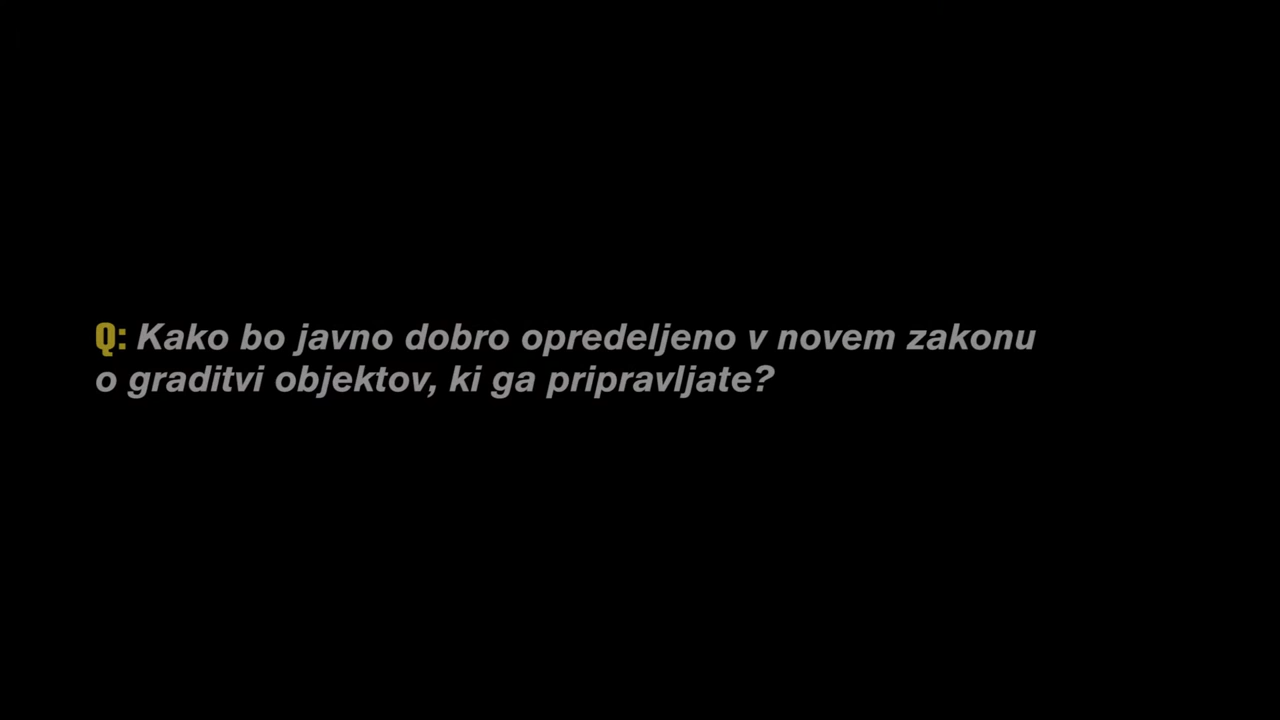 Q: Kako bo javno dobro opredeljeno v novem zakonu
o graditvi objektov, ki ga pripravljate?